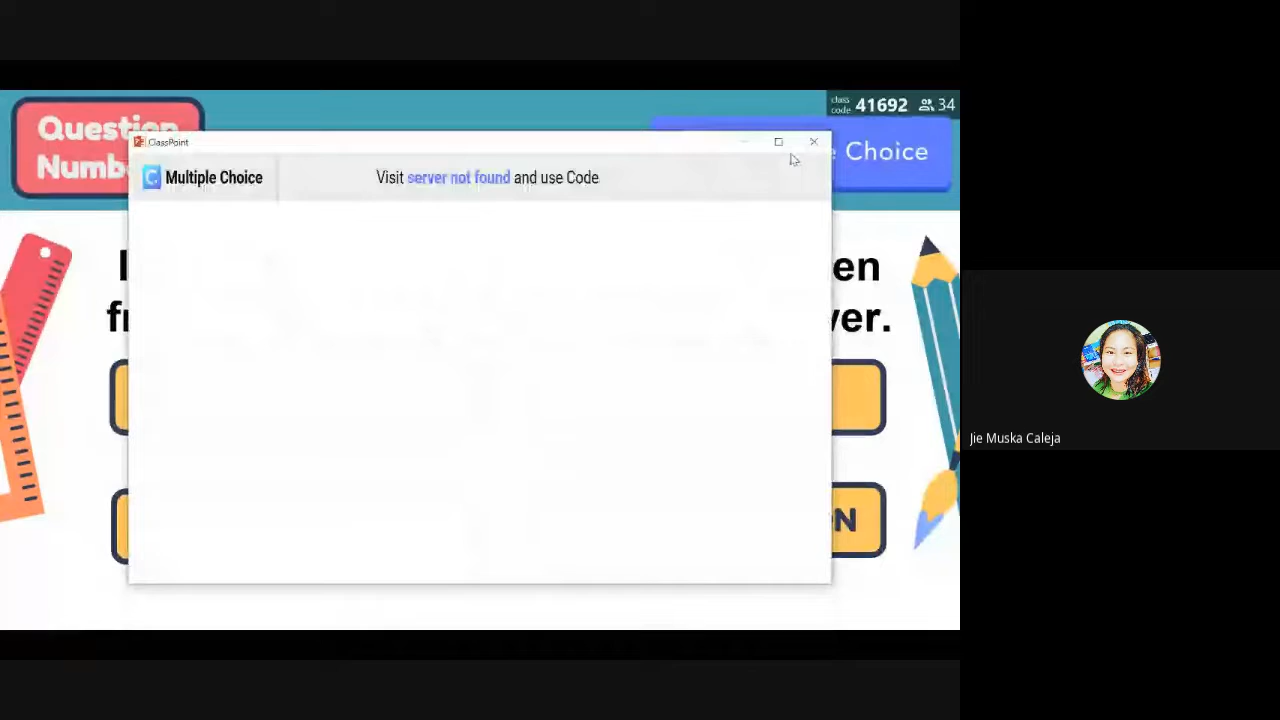 class code 41692 34
Question
Numb
e Choice
ClassPoint
Multiple Choice
Visit server not found and use Code
en
ver.
N
Jie Muska Caleja